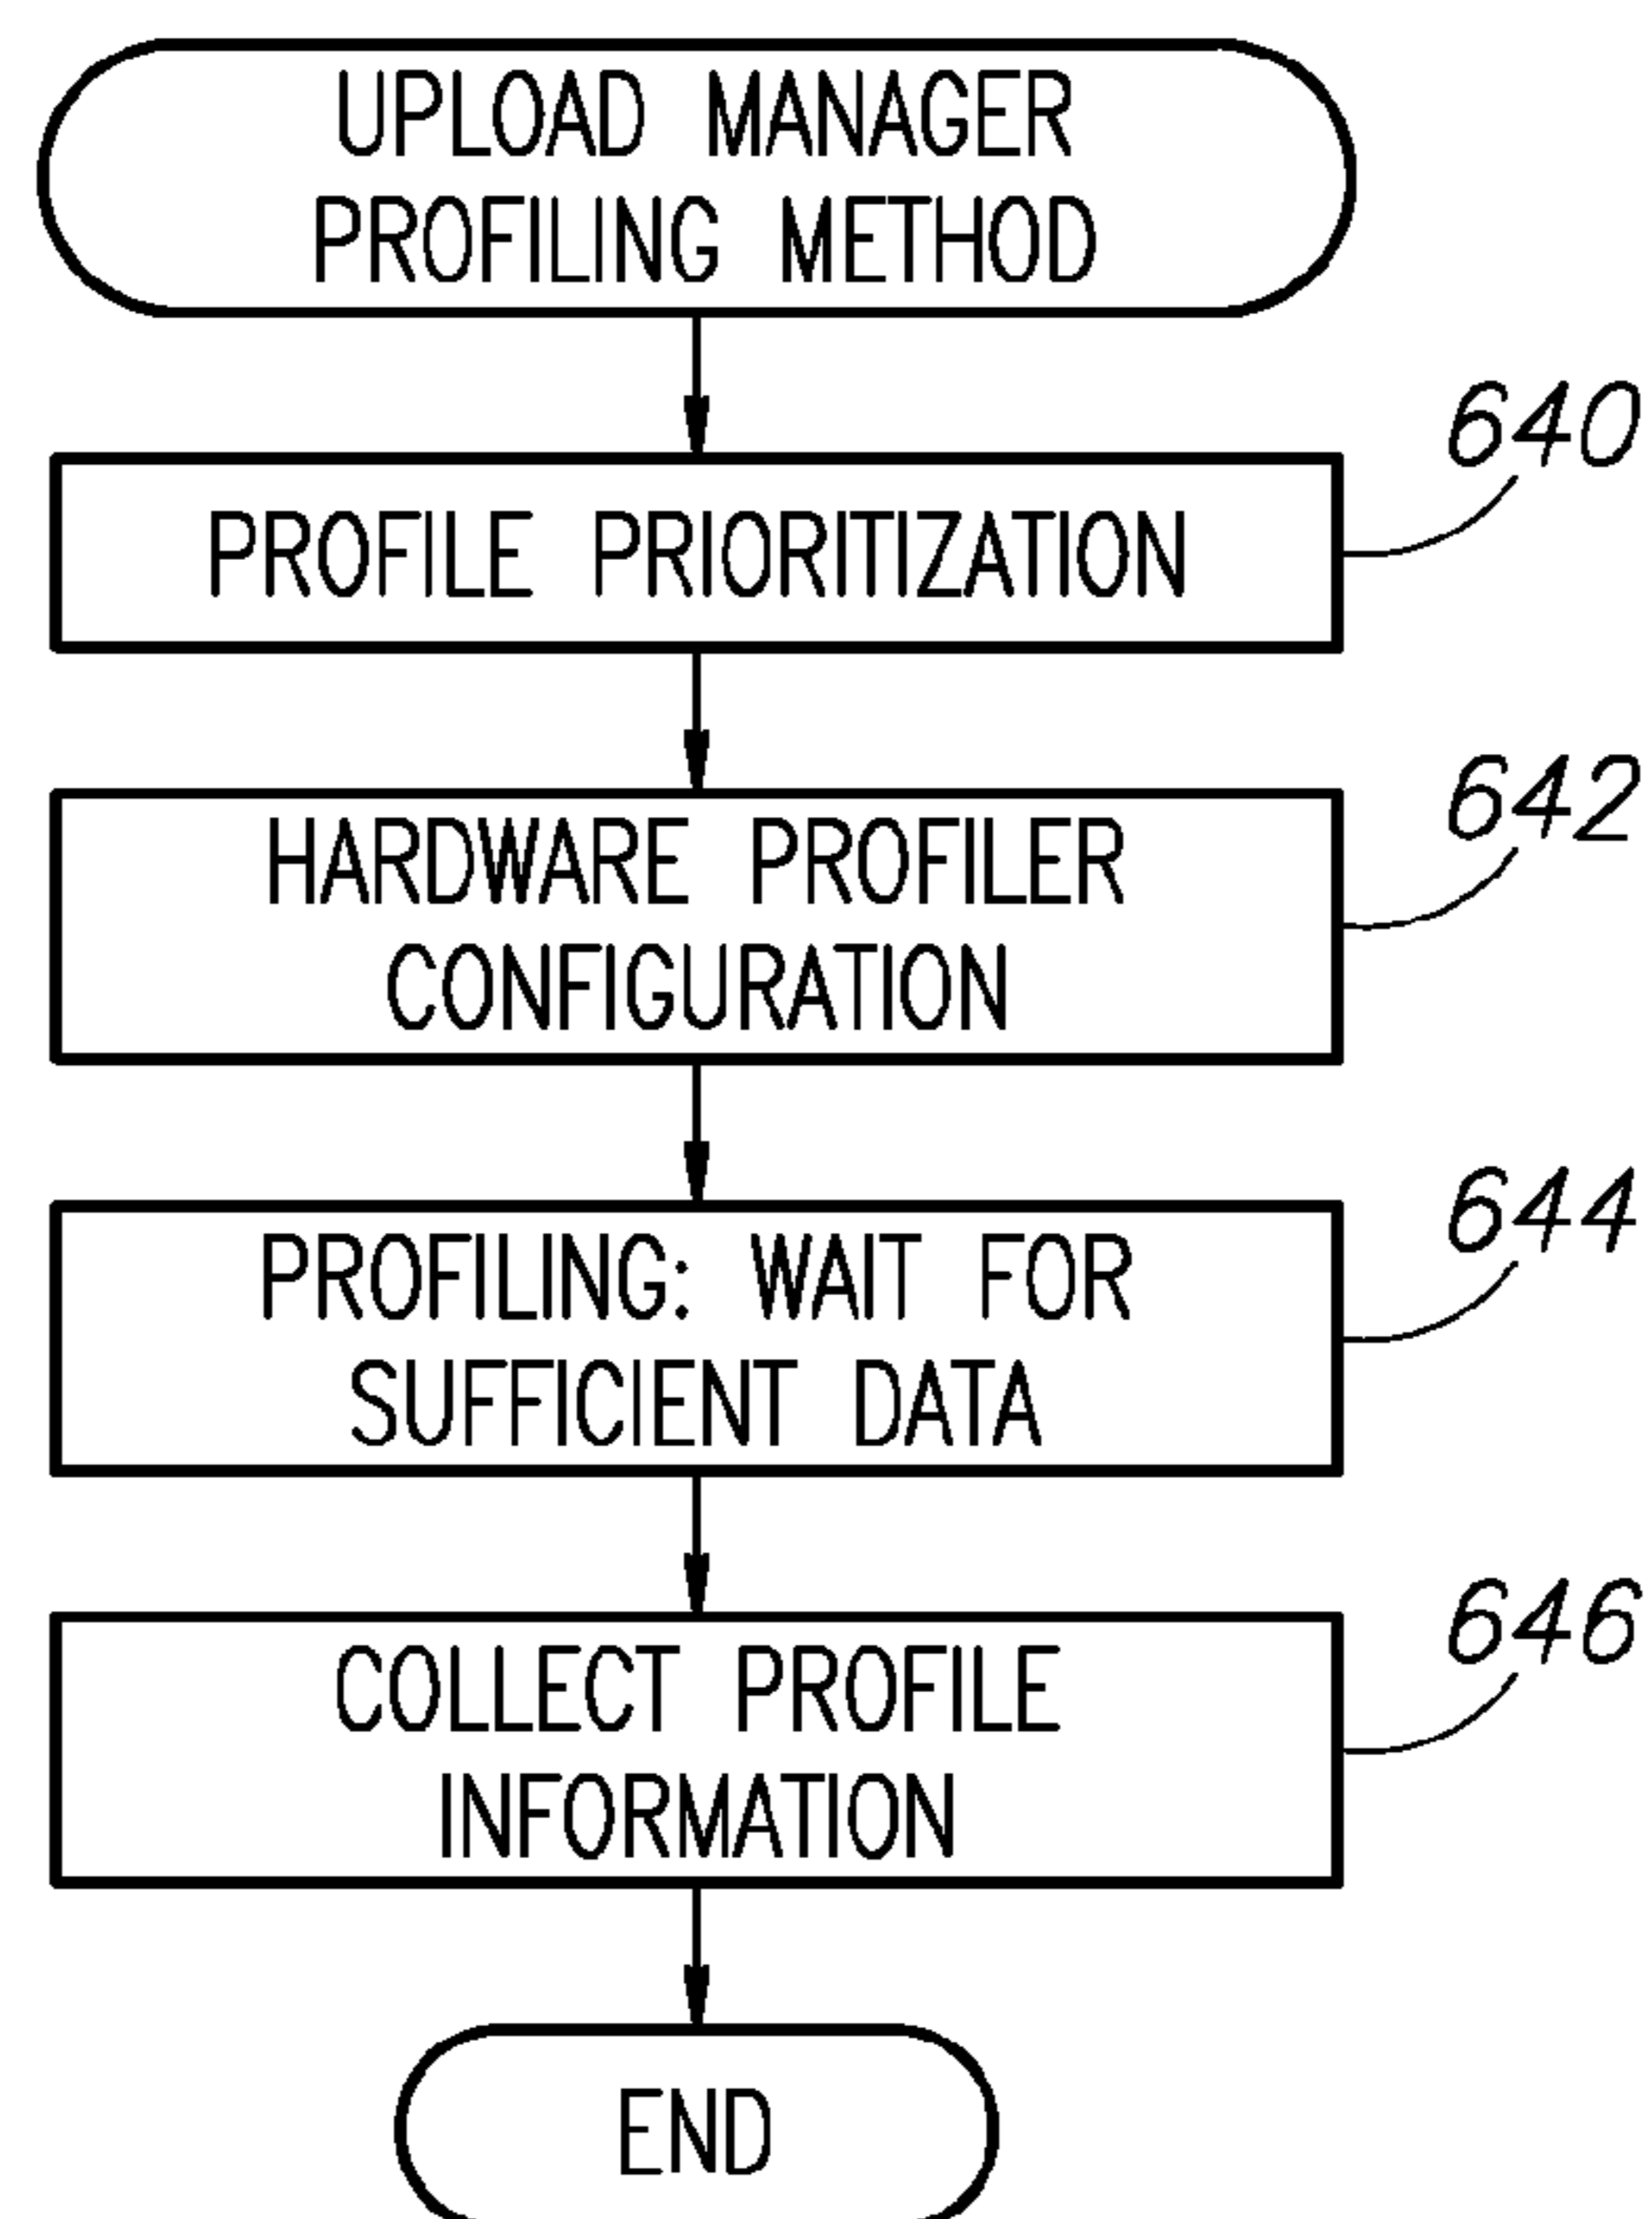 UPLOAD MANAGER
PROFILING METHOD
640
PROFILE PRIORITIZATION
642
HARDWARE PROFILER
CONFIGURATION
644
PROFILING: WAIT FOR
SUFFICIENT DATA
646
COLLECT PROFILE
INFORMATION
END